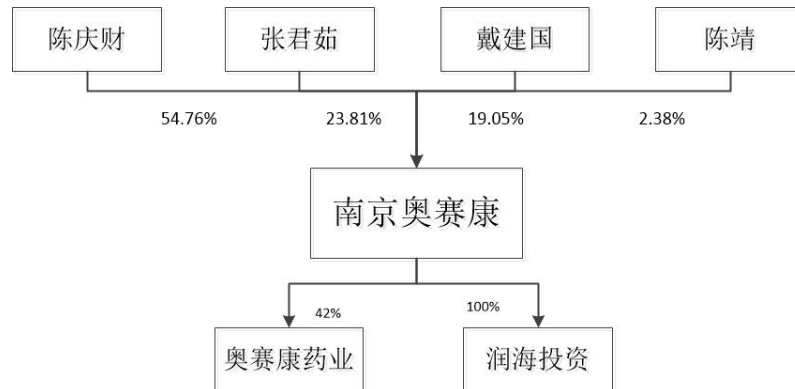 陈庆财
张君茹
戴建国
陈靖
54.76%
23.81%
19.05%
2.38%
南京奥赛康
42%
100%
奥赛康药业
润海投资